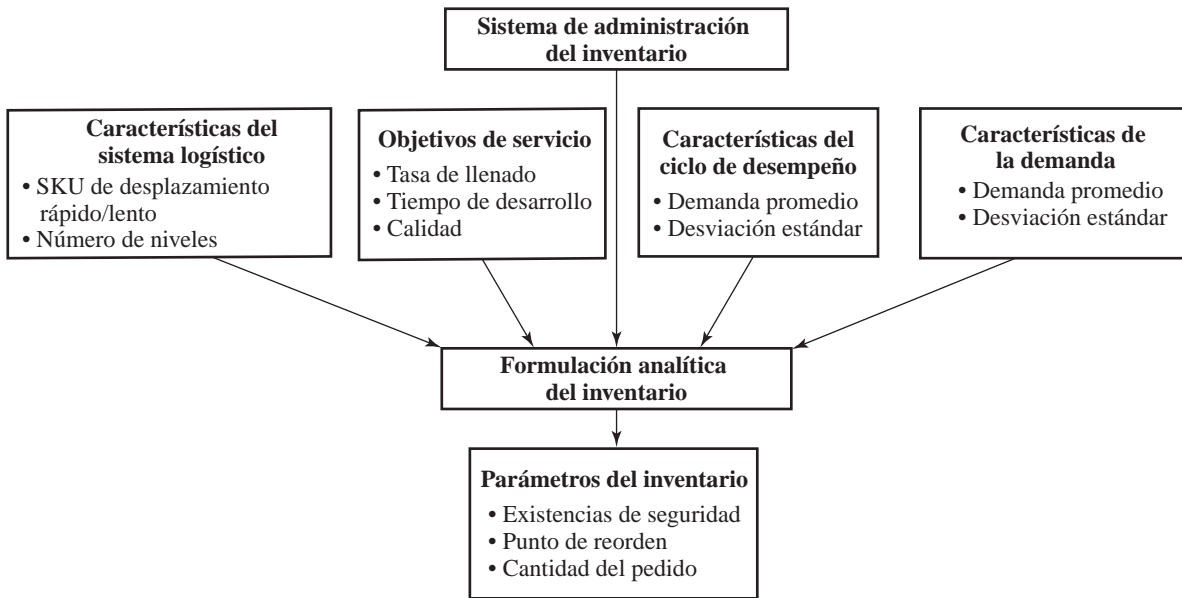 Sistema de administración
del inventario
Características del
sistema logístico
• SKU de desplazamiento
rápido/lento
• Número de niveles
Objetivos de servicio
• Tasa de llenado
• Tiempo de desarrollo
• Calidad
Características del
ciclo de desempeño
• Demanda promedio
• Desviación estándar
Características de
la demanda
• Demanda promedio
• Desviación estándar
Formulación analítica
del inventario
Parámetros del inventario
• Existencias de seguridad
• Punto de reorden
• Cantidad del pedido